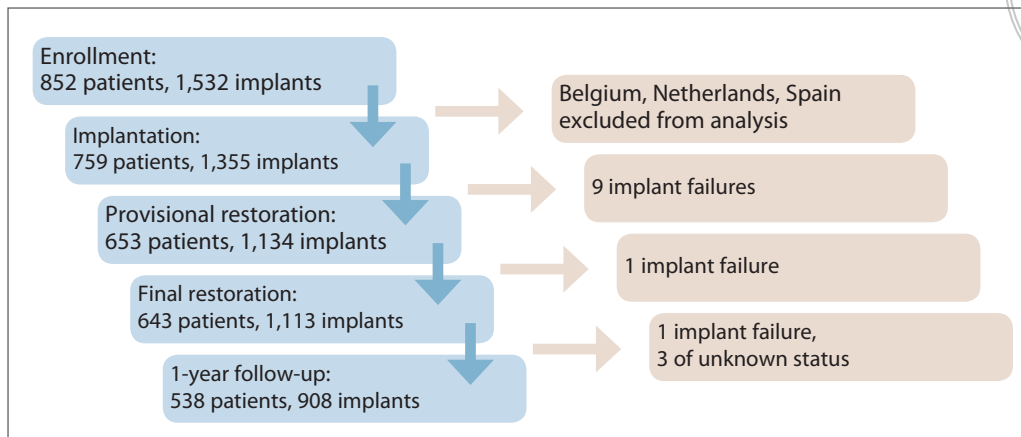 Enrollment:
852 patients, 1,532 implants
Belgium, Netherlands, Spain
excluded from analysis
Implantation:
759 patients, 1,355 implants
9 implant failures
Provisional restoration:
653 patients, 1,134 implants
1 implant failure
Final restoration:
643 patients, 1,113 implants
1 implant failure,
3 of unknown status
1-year follow-up:
538 patients, 908 implants